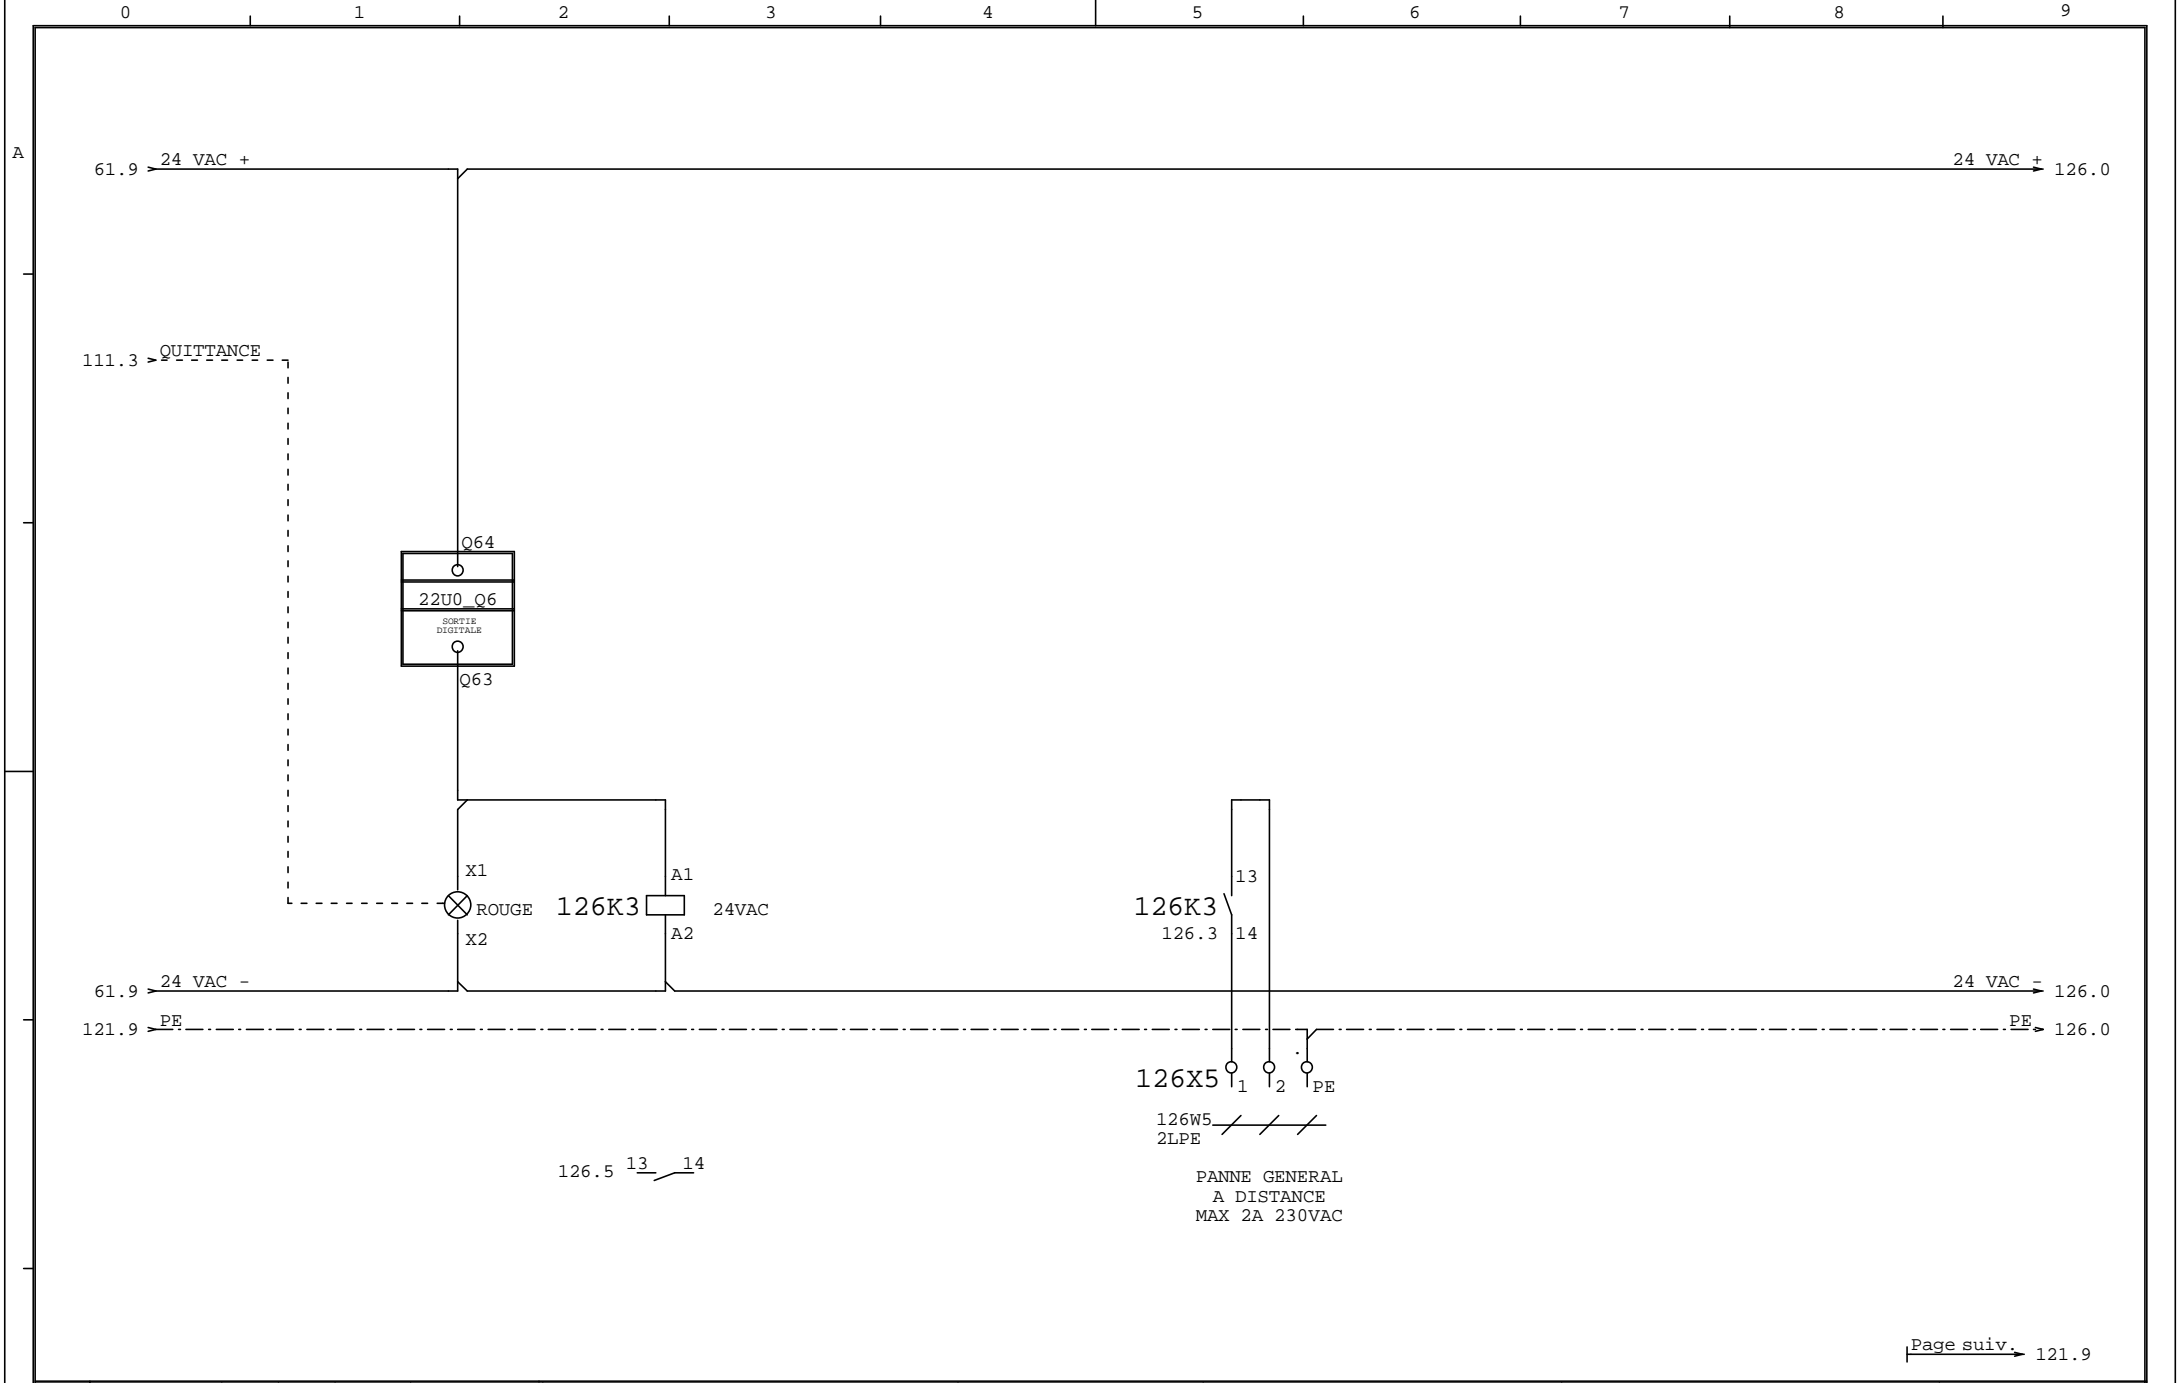 0 1 2 3 4 5 6 7 8 9
A
61.9 24 VAC + 24 VAC + 126.0
111.3 QUITTANCE
Q64
22U0_Q6
SORTIE
DIGITALE
Q63
X1 A1 13
ROUGE 126K3 24VAC 126K3
X2 A2 126.3 14
61.9 24 VAC - 24 VAC - 126.0
121.9 PE PE 126.0
126X5 1 2 PE
126W5
2LPE
126.5 13 14
PANNE GENERAL
A DISTANCE
MAX 2A 230VAC
Page suiv. 121.9